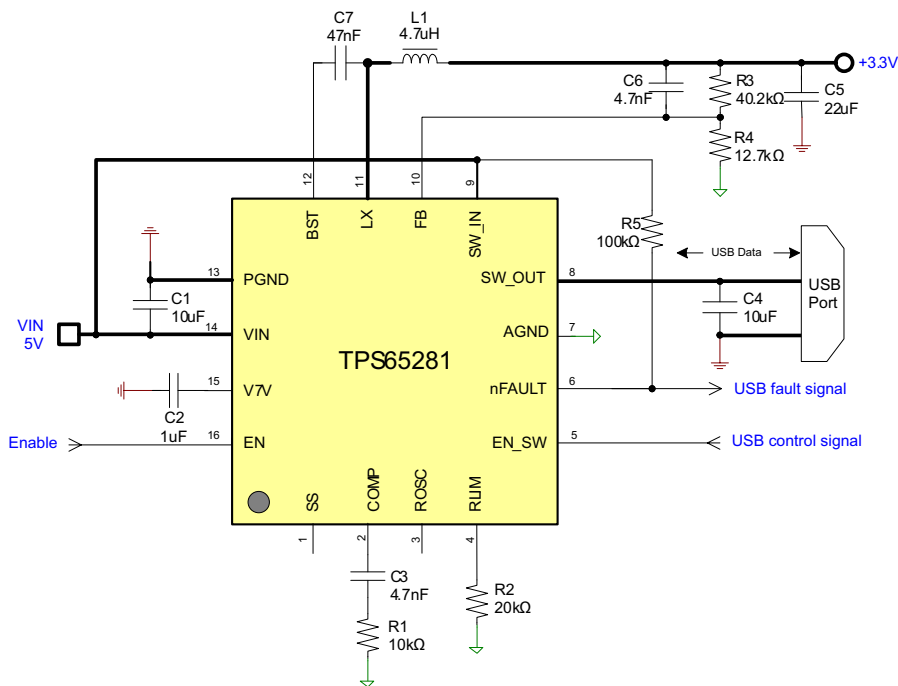 C7
47nF
L1
4.7uH
+3.3V
C6
4.7nF
R3
40.2kΩ
C5
22uF
R4
12.7kΩ
12
11
10
9
BST
LX
FB
SW_IN
R5
100kΩ
USB Data
USB
Port
13
PGND
SW_OUT
8
C1
10uF
C4
10uF
VIN
5V
14
VIN
AGND
7
TPS65281
15
V7V
nFAULT
6
USB fault signal
C2
1uF
Enable
16
EN
EN_SW
5
USB control signal
SS
COMP
ROSC
RLIM
1
2
3
4
C3
4.7nF
R2
20kΩ
R1
10kΩ